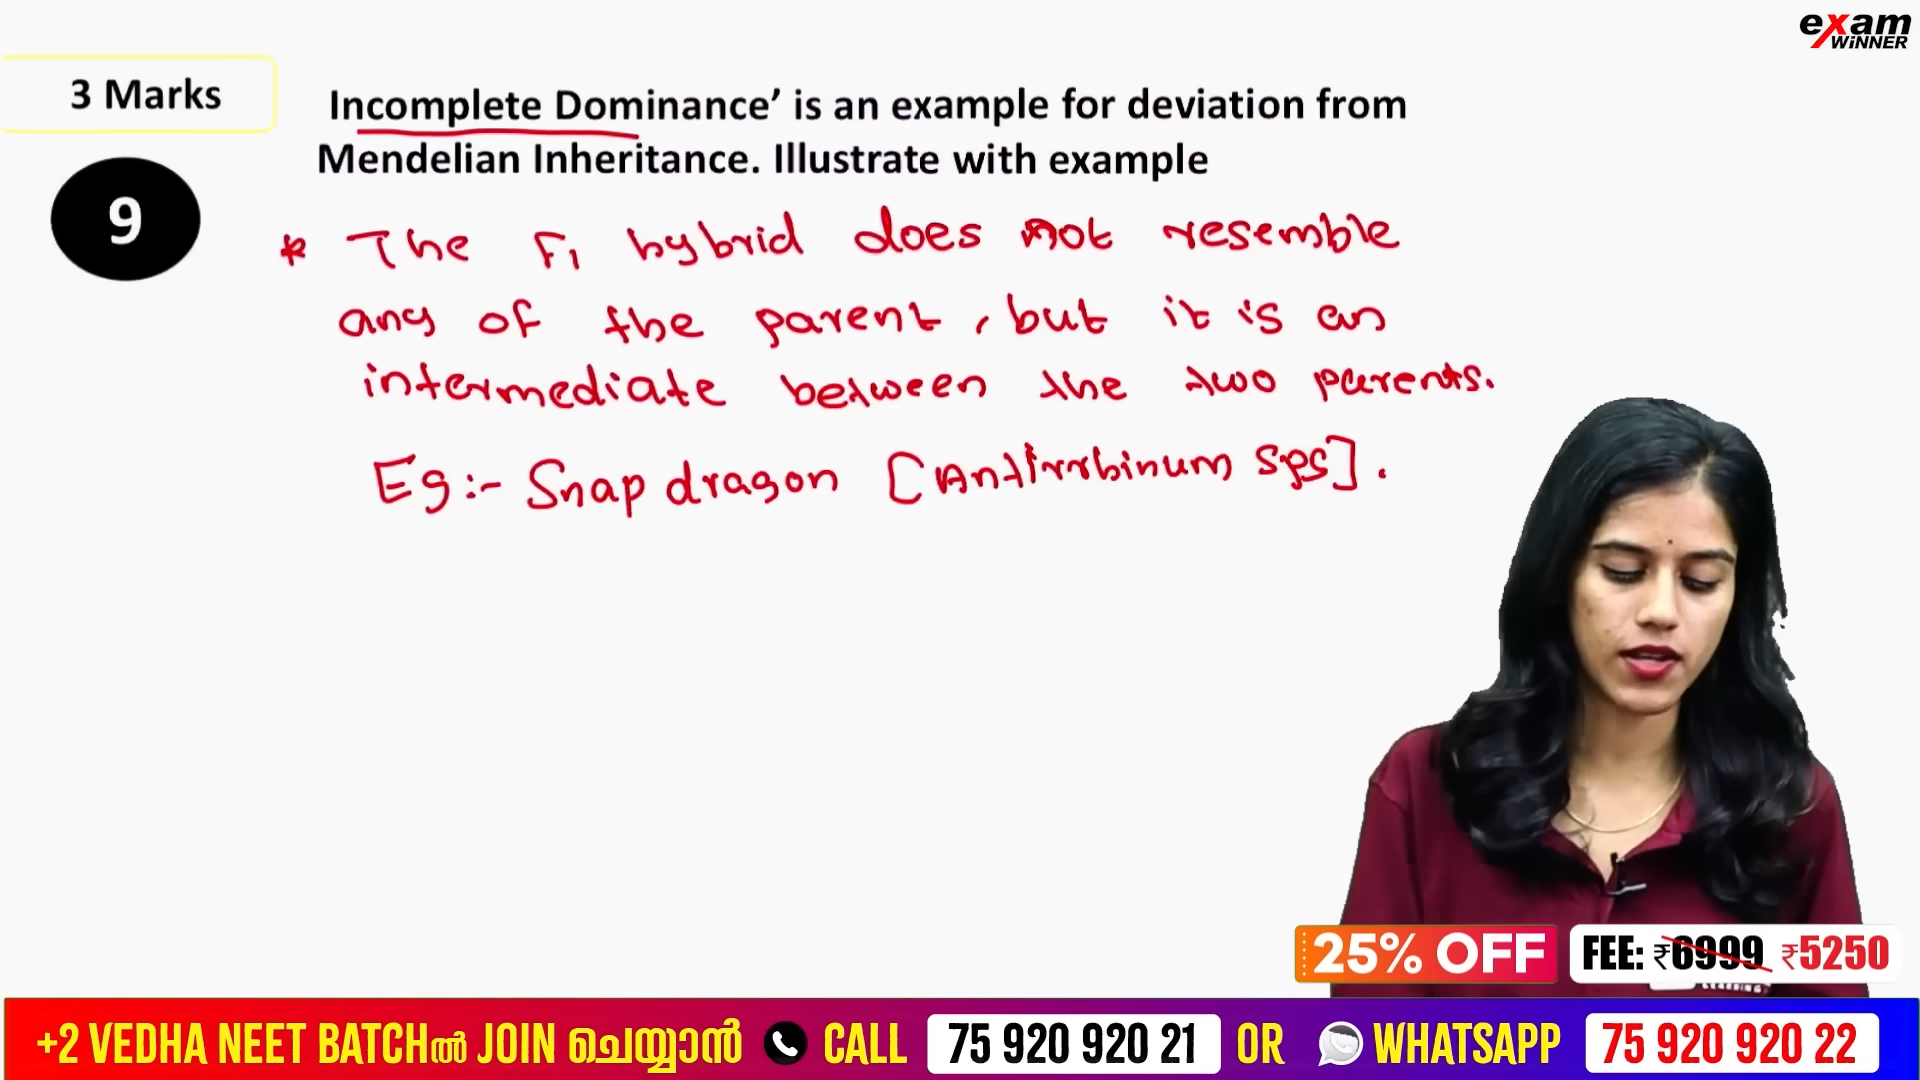 exam
WiNNER
3 Marks
Incomplete Dominance’ is an example for deviation from
Mendelian Inheritance. Illustrate with example
9
* The F1 hybrid does not resemble
any of the parent, but it is an
intermediate between the two parents.
Eg:- Snap dragon [Antirrhinum sps].
25% OFF
FEE: ₹6999 ₹5250
+2 VEDHA NEET BATCHൽ JOIN ചെയ്യാൻ CALL 75 920 920 21 OR WHATSAPP 75 920 920 22